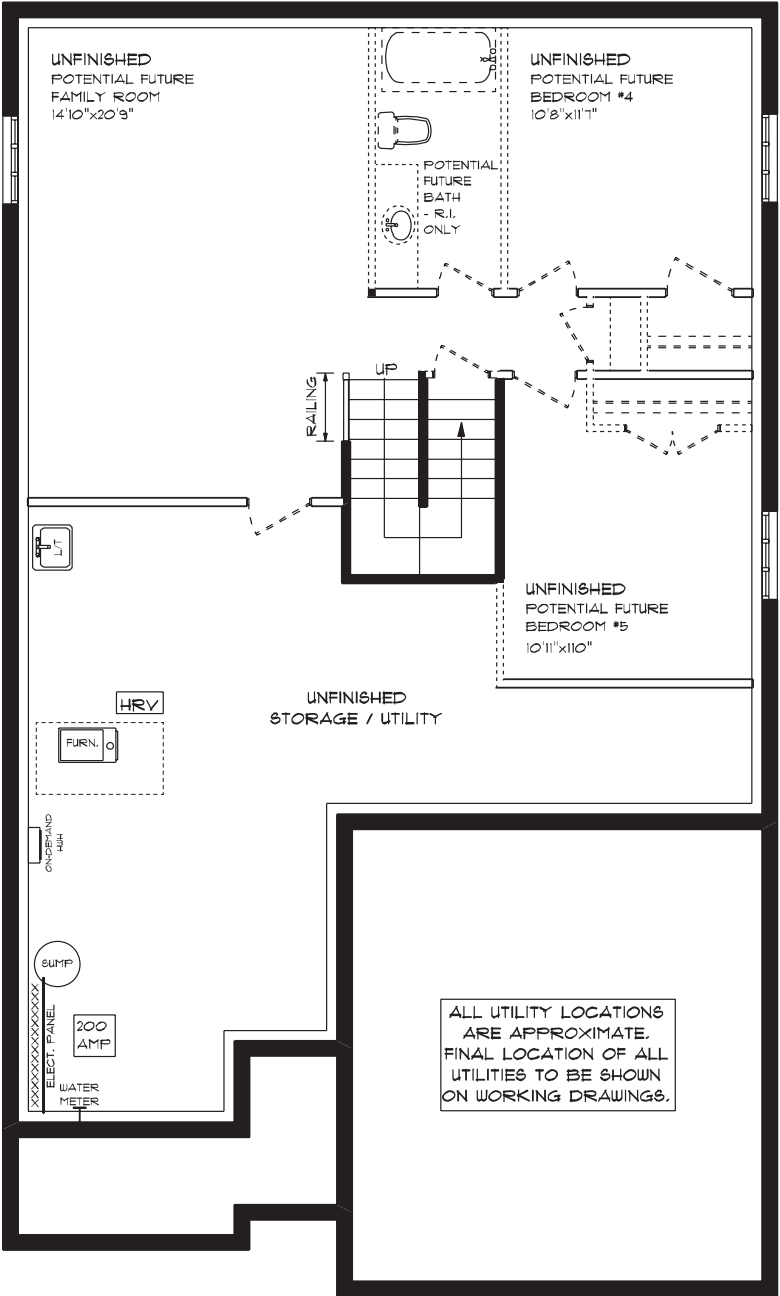 UNFINISHED
POTENTIAL FUTURE
FAMILY ROOM
14'10"x20'9"
UNFINISHED
POTENTIAL FUTURE
BEDROOM #4
10'8"x11'7"
POTENTIAL
FUTURE
BATH
- R.I.
ONLY
UP
RAILING
L/T
UNFINISHED
POTENTIAL FUTURE
BEDROOM #5
10'11"x110"
HRV
UNFINISHED
STORAGE / UTILITY
FURN.
ON-DEMAND
HWH
SUMP
ELECT. PANEL
200
AMP
WATER
METER
ALL UTILITY LOCATIONS
ARE APPROXIMATE.
FINAL LOCATION OF ALL
UTILITIES TO BE SHOWN
ON WORKING DRAWINGS.